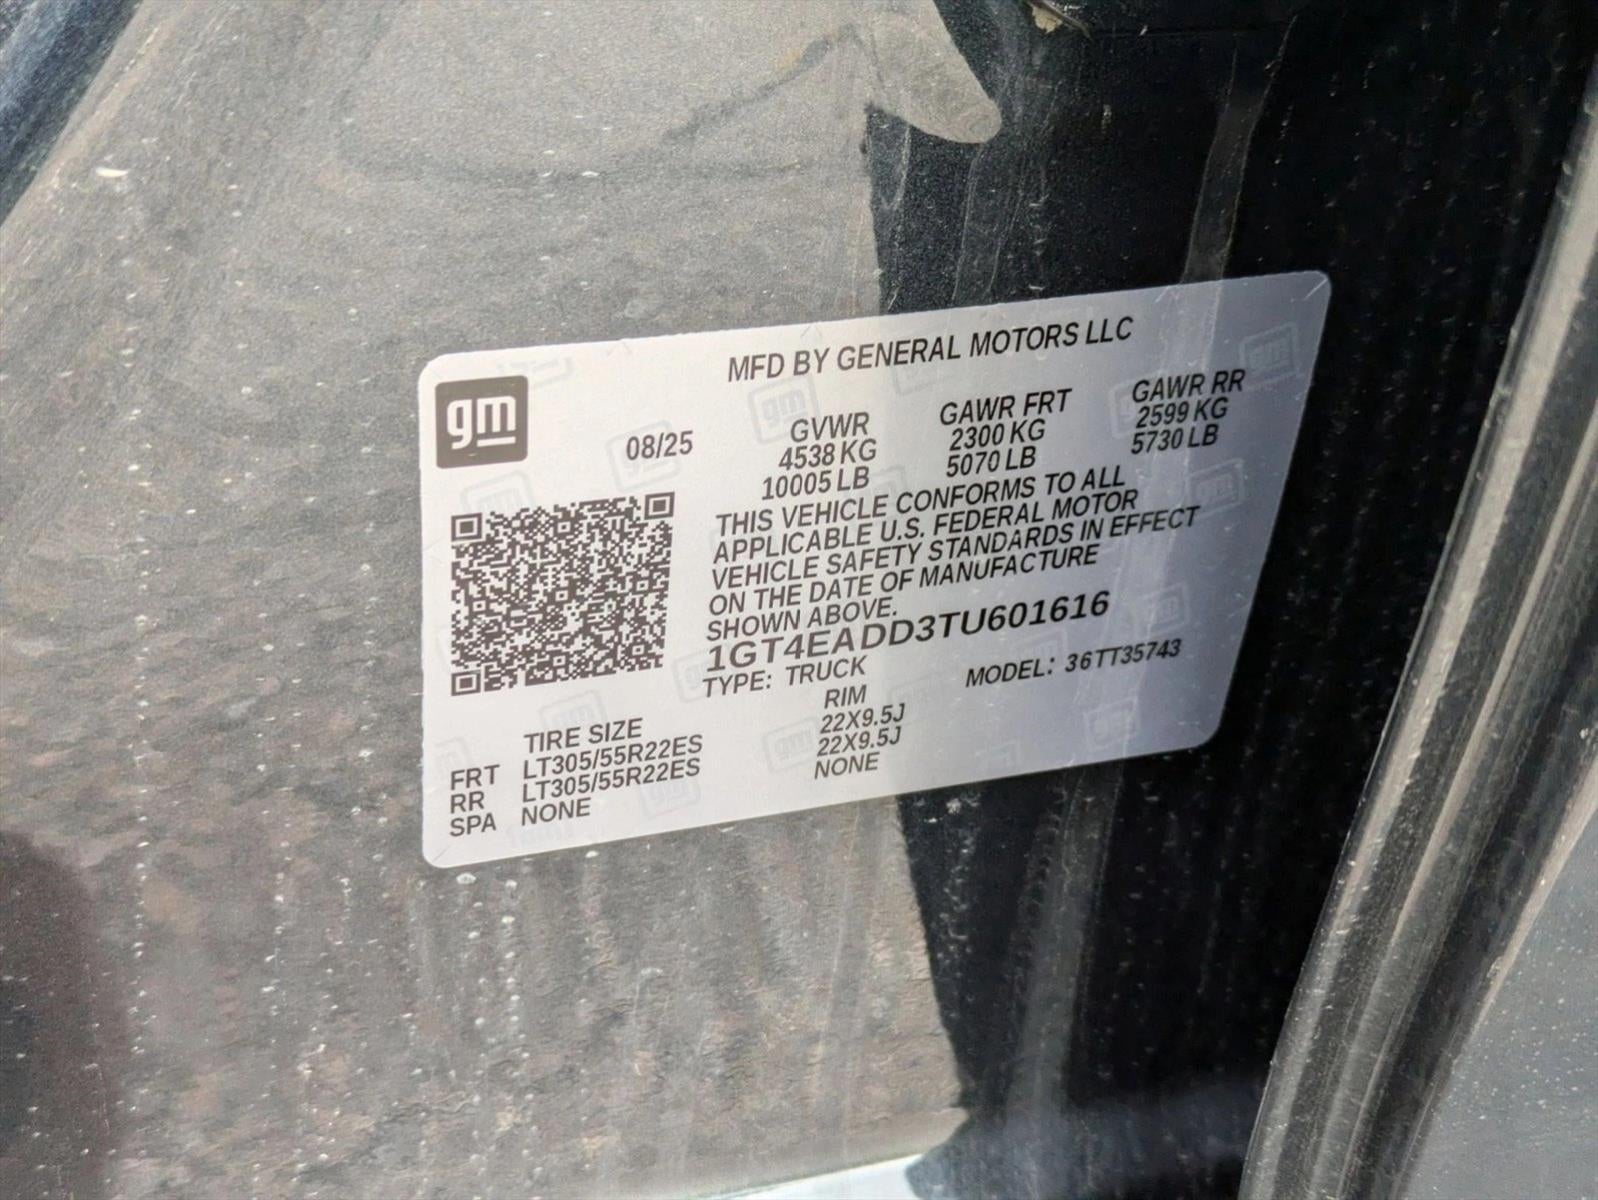 MFD BY GENERAL MOTORS LLC
gm
08/25
GVWR
4538 KG
10005 LB
GAWR FRT
2300 KG
5070 LB
GAWR RR
2599 KG
5730 LB
THIS VEHICLE CONFORMS TO ALL
APPLICABLE U.S. FEDERAL MOTOR
VEHICLE SAFETY STANDARDS IN EFFECT
ON THE DATE OF MANUFACTURE
SHOWN ABOVE.
1GT4EADD3TU601616
TYPE: TRUCK
MODEL: 36TT35743
TIRE SIZE RIM
FRT LT305/55R22ES 22X9.5J
RR LT305/55R22ES 22X9.5J
SPA NONE NONE